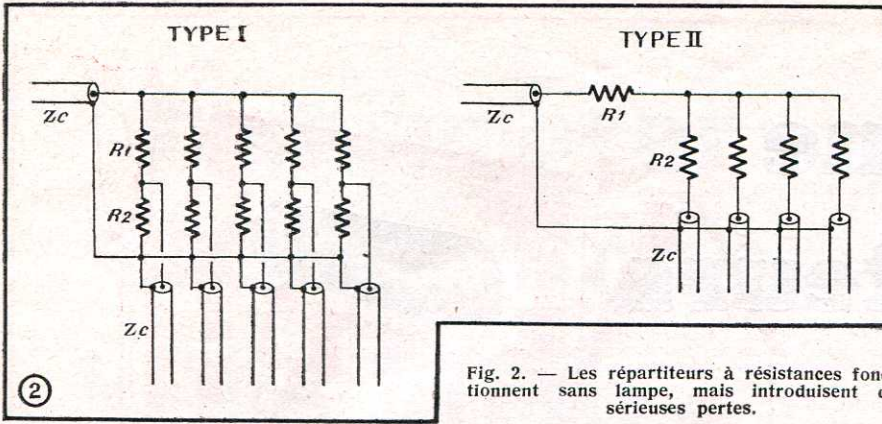 TYPE I
TYPE II
Zc
R1
R2
Zc
Zc
R1
R2
Zc
2
Fig. 2. — Les répartiteurs à résistances fonc-
tionnent sans lampe, mais introduisent
sérieuses pertes.